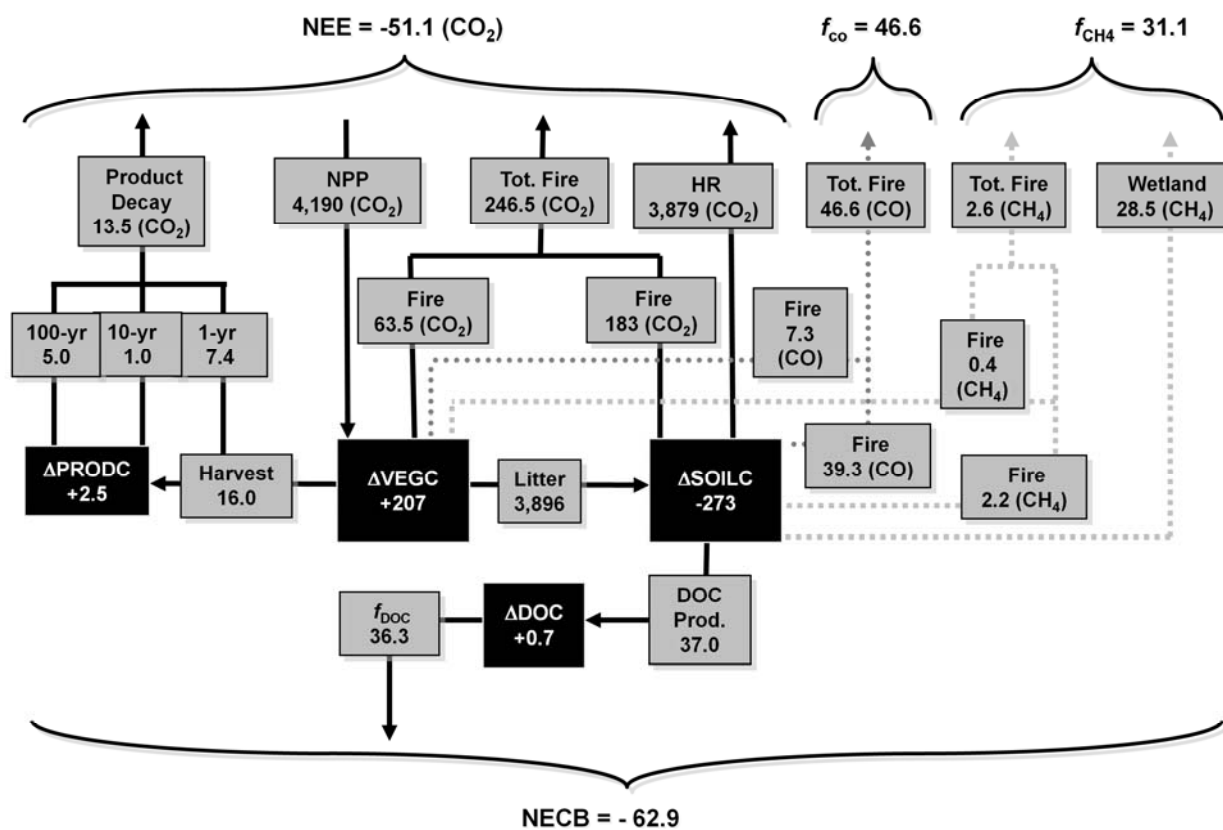 NEE = -51.1 (CO₂)
f_co = 46.6
f_CH4 = 31.1
Product
Decay
13.5 (CO₂)
NPP
4,190 (CO₂)
Tot. Fire
246.5 (CO₂)
HR
3,879 (CO₂)
Tot. Fire
46.6 (CO)
Tot. Fire
2.6 (CH₄)
Wetland
28.5 (CH₄)
100-yr
5.0
10-yr
1.0
1-yr
7.4
Fire
63.5 (CO₂)
Fire
183 (CO₂)
Fire
7.3
(CO)
Fire
0.4
(CH₄)
ΔPRODC
+2.5
Harvest
16.0
ΔVEGC
+207
Litter
3,896
ΔSOILC
-273
Fire
39.3 (CO)
Fire
2.2 (CH₄)
f_DOC
36.3
ΔDOC
+0.7
DOC
Prod.
37.0
NECB = - 62.9